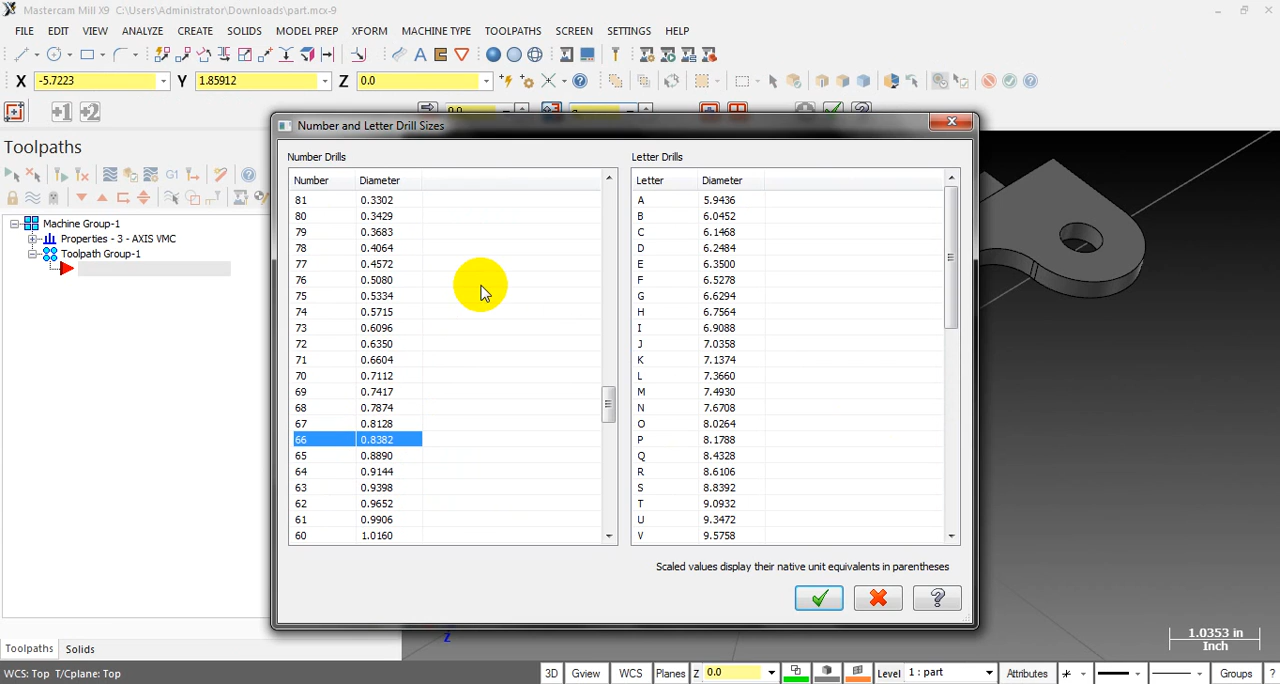 Mastercam Mill X9 C:\Users\Administrator\Downloads\part.mcx-9
FILE EDIT VIEW ANALYZE CREATE SOLIDS MODEL PREP XFORM MACHINE TYPE TOOLPATHS SCREEN SETTINGS HELP
X -5.7223 Y 1.85912 Z 0.0
+1 +2
Toolpaths
G1
Machine Group-1
Properties - 3 - AXIS VMC
Toolpath Group-1
Number and Letter Drill Sizes
Number Drills Letter Drills
Number Diameter Letter Diameter
81 0.3302 A 5.9436
80 0.3429 B 6.0452
79 0.3683 C 6.1468
78 0.4064 D 6.2484
77 0.4572 E 6.3500
76 0.5080 F 6.5278
75 0.5334 G 6.6294
74 0.5715 H 6.7564
73 0.6096 I 6.9088
72 0.6350 J 7.0358
71 0.6604 K 7.1374
70 0.7112 L 7.3660
69 0.7417 M 7.4930
68 0.7874 N 7.6708
67 0.8128 O 8.0264
66 0.8382 P 8.1788
65 0.8890 Q 8.4328
64 0.9144 R 8.6106
63 0.9398 S 8.8392
62 0.9652 T 9.0932
61 0.9906 U 9.3472
60 1.0160 V 9.5758
Scaled values display their native unit equivalents in parentheses
Z
1.0353 in
Inch
Toolpaths Solids
WCS: Top T/Cplane: Top
3D Gview WCS Planes Z 0.0 Level 1 : part Attributes Groups ?